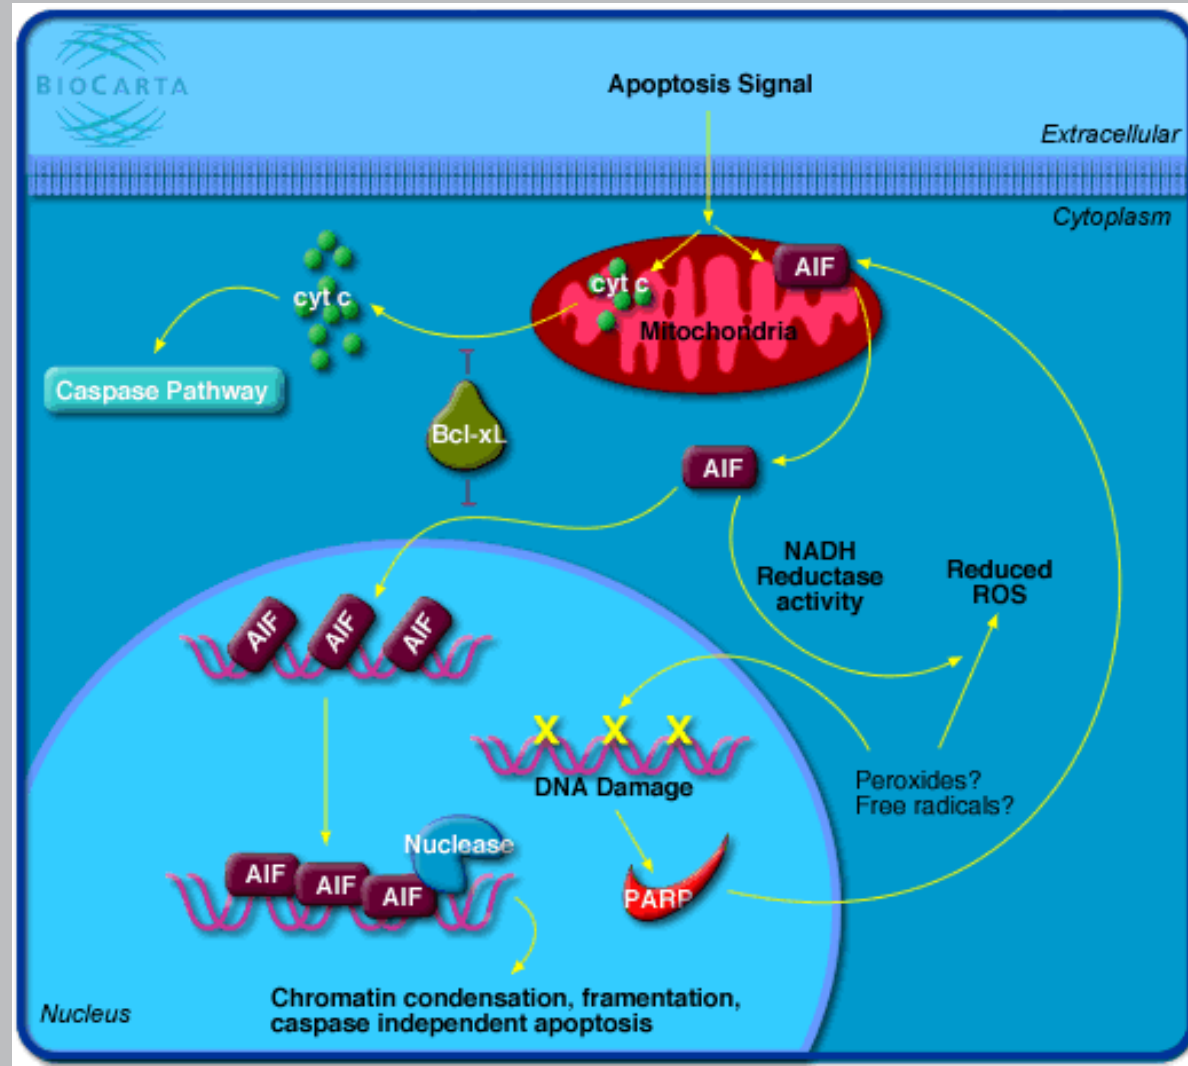 BIOCARTA
Apoptosis Signal
Extracellular
Cytoplasm
AIF
cyt c
cyt c
Mitochondria
Caspase Pathway
Bcl-xL
AIF
NADH
Reductase
activity
Reduced
ROS
AIF
AIF
AIF
X X X
DNA Damage
Peroxides?
Free radicals?
Nuclease
AIF
AIF
AIF
PARP
Chromatin condensation, framentation,
caspase independent apoptosis
Nucleus